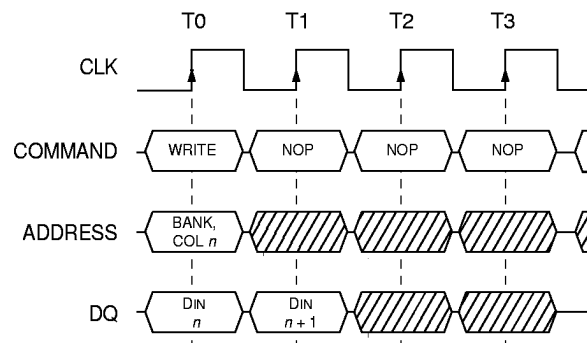 T0 T1 T2 T3
CLK
COMMAND WRITE NOP NOP NOP
ADDRESS BANK,
COL n
DQ DIN DIN
n n + 1